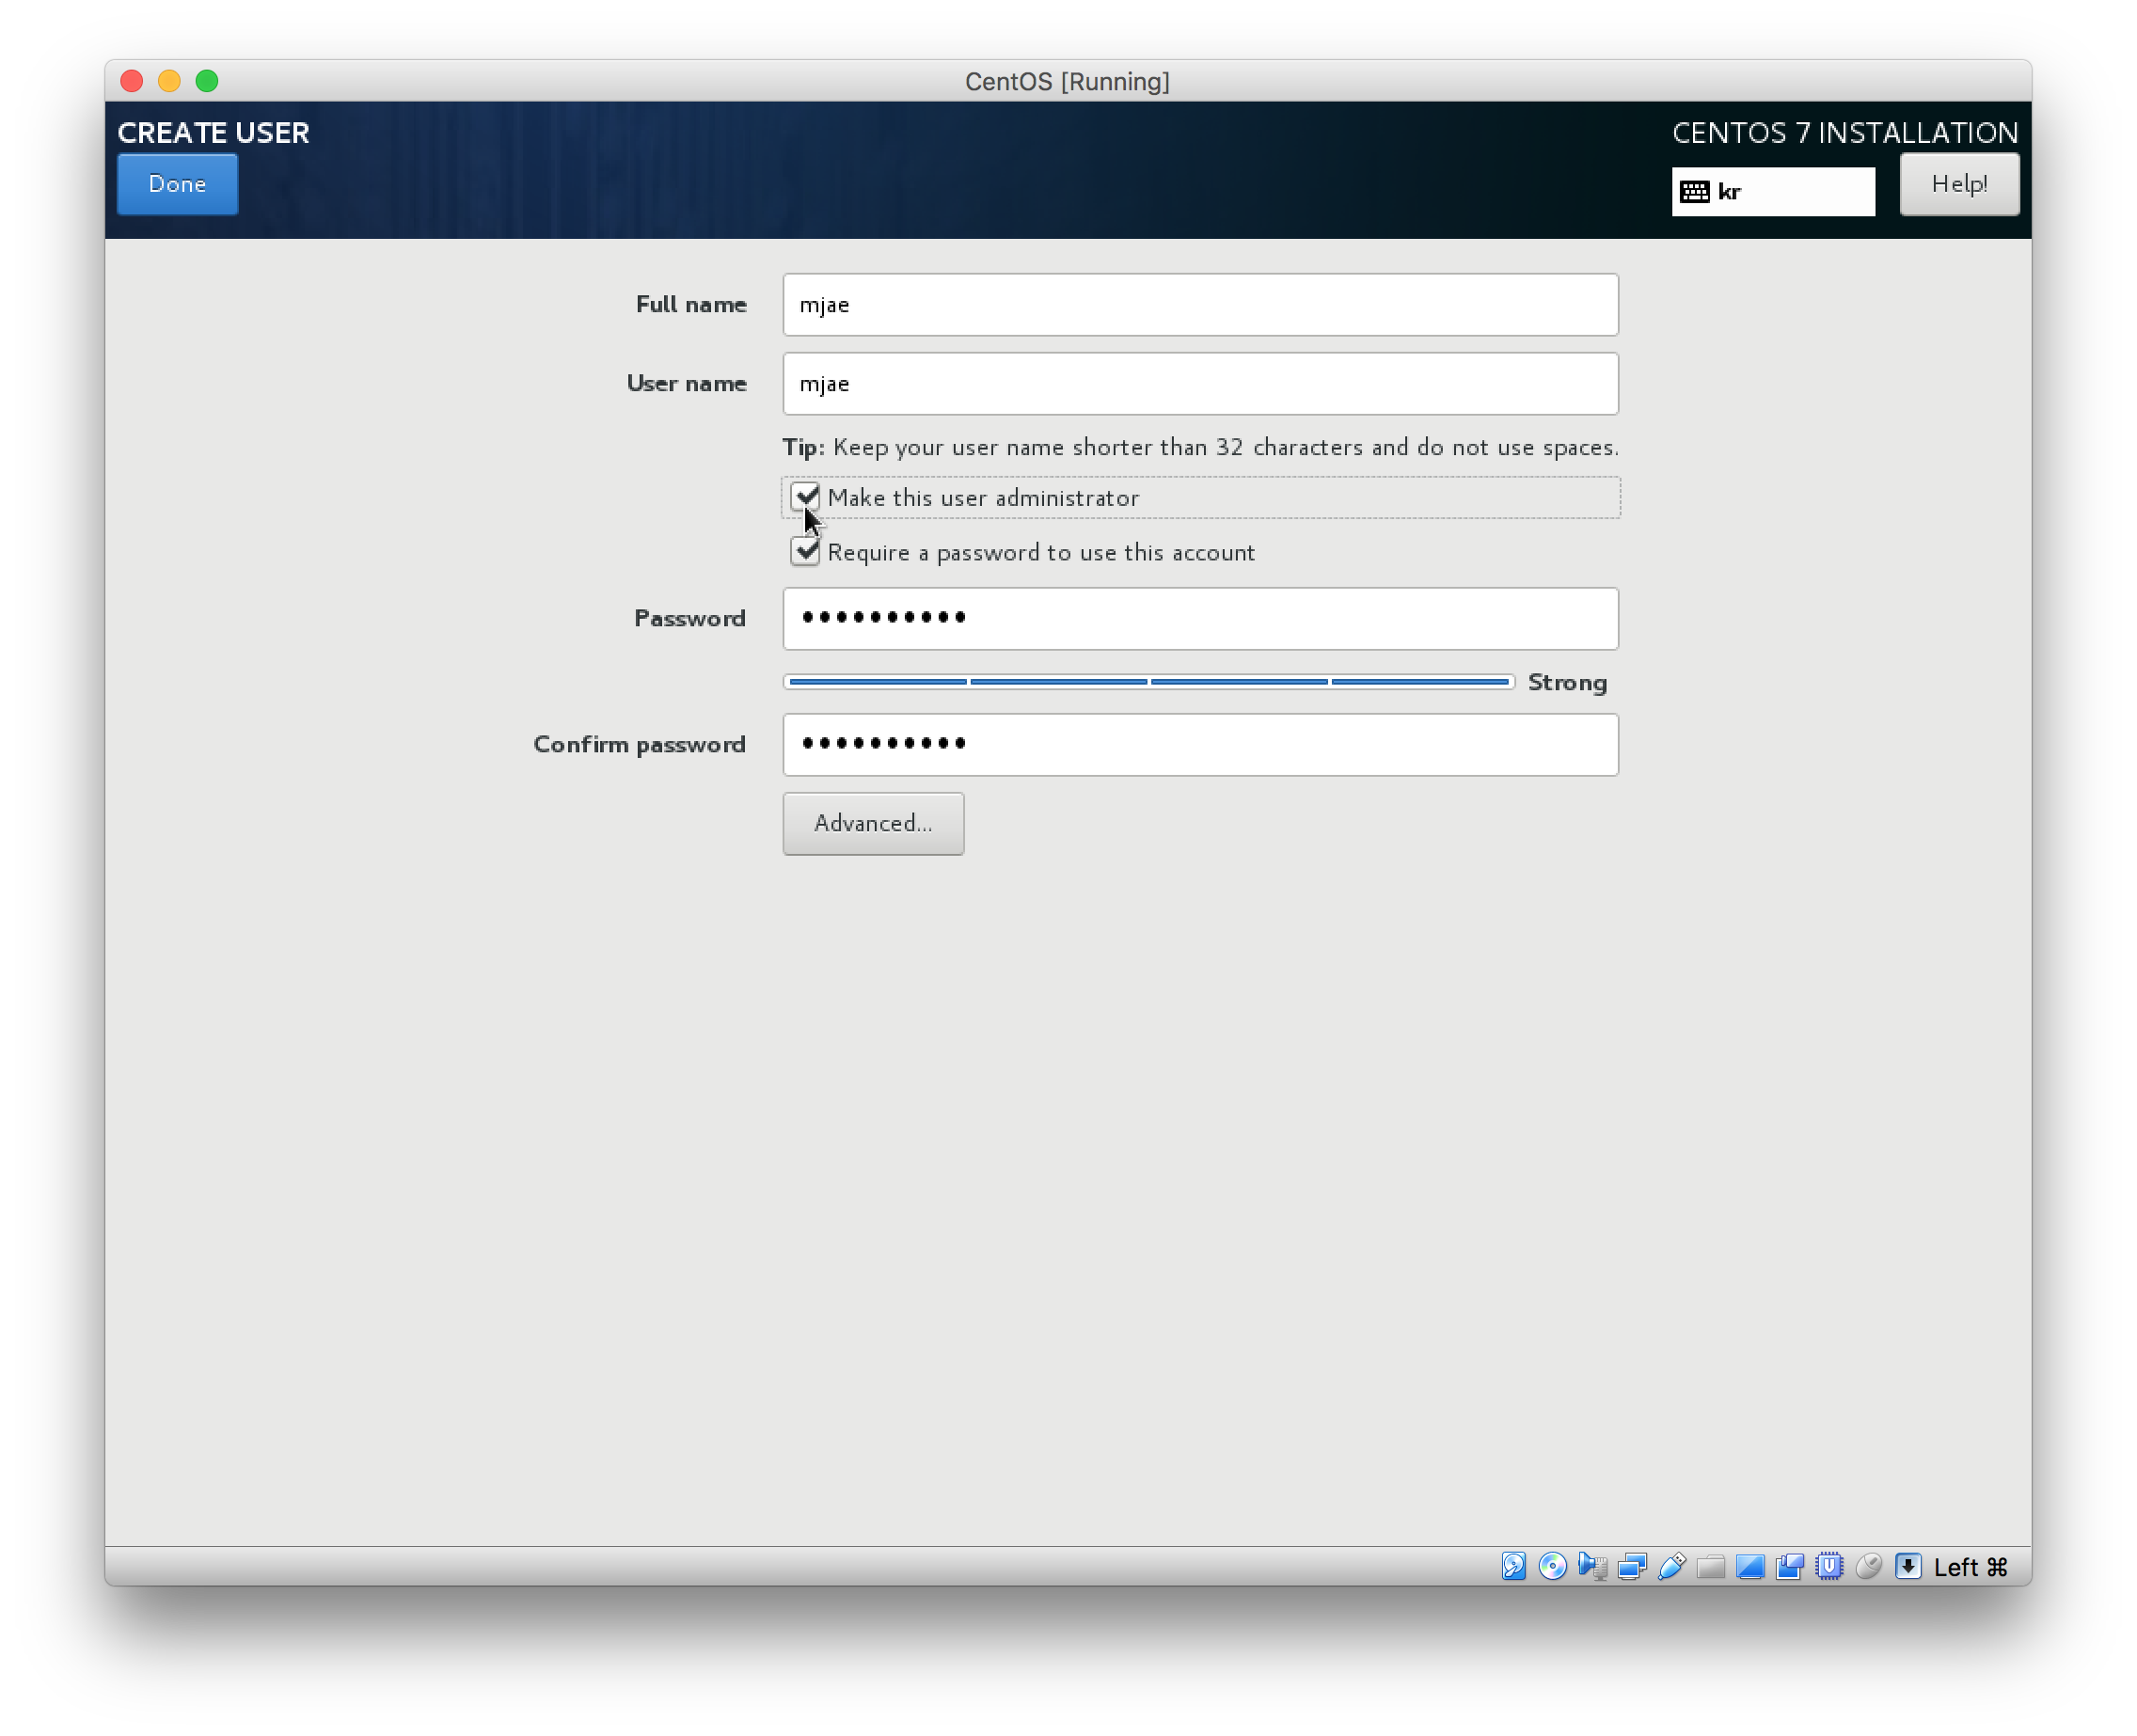 CentOS [Running]
CREATE USER
CENTOS 7 INSTALLATION
Done
kr
Help!
Full name
mjae
User name
mjae
Tip: Keep your user name shorter than 32 characters and do not use spaces.
Make this user administrator
Require a password to use this account
Password
●●●●●●●●●●
Strong
Confirm password
●●●●●●●●●●
Advanced...
Left ⌘